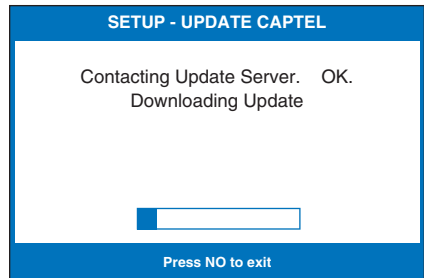 SETUP - UPDATE CAPTEL
Contacting Update Server. OK.
Downloading Update
Press NO to exit